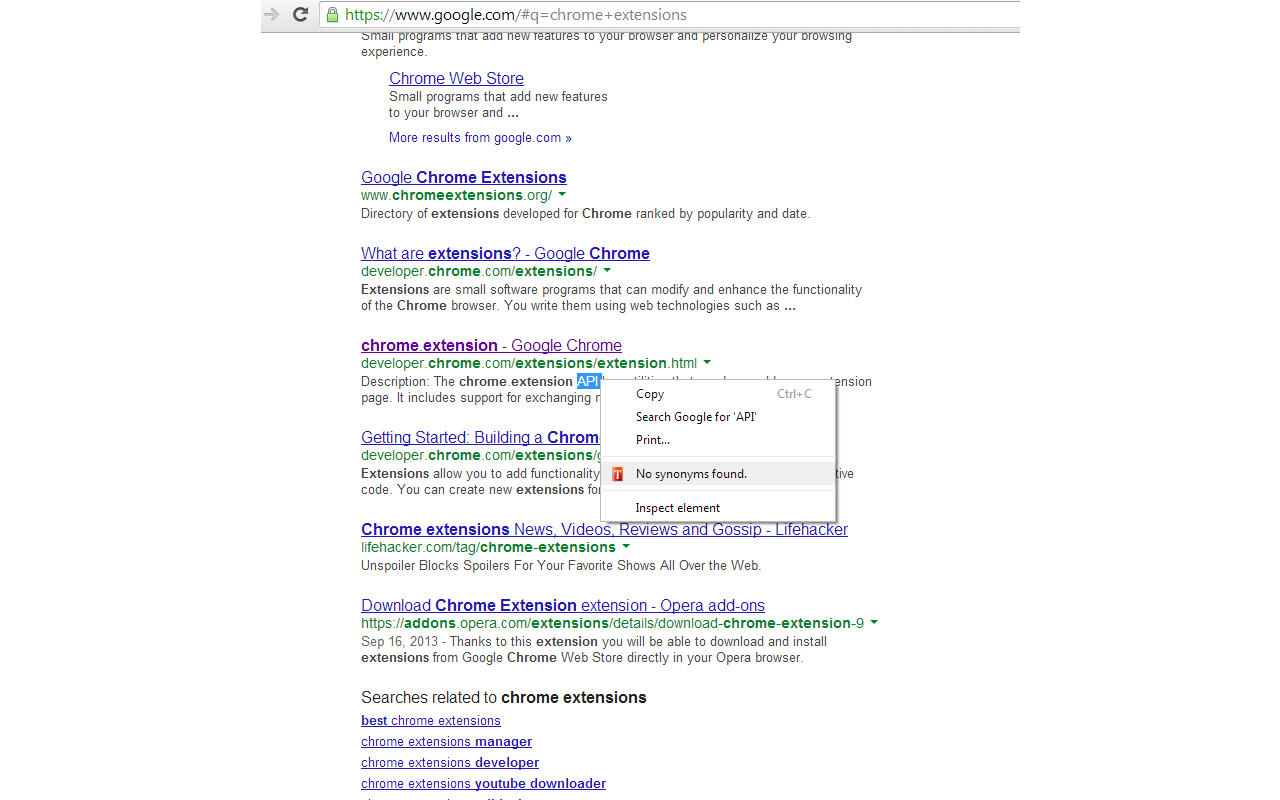 https://www.google.com/#q=chrome+extensions
Small programs that add new features to your browser and personalize your browsing
experience.
Chrome Web Store
Small programs that add new features
to your browser and ...
More results from google.com »
Google Chrome Extensions
www.chromeextensions.org/
Directory of extensions developed for Chrome ranked by popularity and date.
What are extensions? - Google Chrome
developer.chrome.com/extensions/
Extensions are small software programs that can modify and enhance the functionality
of the Chrome browser. You write them using web technologies such as ...
chrome.extension - Google Chrome
developer.chrome.com/extensions/extension.html
Description: The chrome.extension API
page. It includes support for exchanging
Copy Ctrl+C
Search Google for 'API'
Print...
No synonyms found.
Inspect element
Getting Started: Building a Chrom
developer.chrome.com/extensions/
Extensions allow you to add functionality
code. You can create new extensions
Chrome extensions News, Videos, Reviews and Gossip - Lifehacker
lifehacker.com/tag/chrome-extensions
Unspoiler Blocks Spoilers For Your Favorite Shows All Over the Web.
Download Chrome Extension extension - Opera add-ons
https://addons.opera.com/extensions/details/download-chrome-extension-9
Sep 16, 2013 - Thanks to this extension you will be able to download and install
extensions from Google Chrome Web Store directly in your Opera browser.
Searches related to chrome extensions
best chrome extensions
chrome extensions manager
chrome extensions developer
chrome extensions youtube downloader